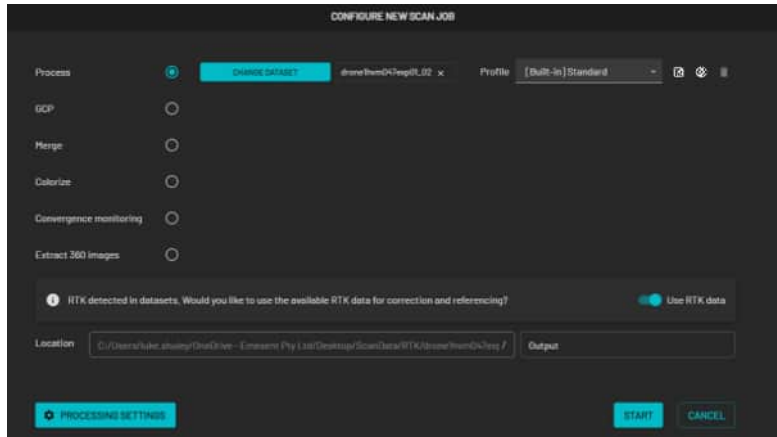 CONFIGURE NEW SCAN JOB
Process CHANGE DATASET Profile [Built-in] Standard
GCP
Merge
Colorize
Convergence monitoring
Extract 360 images
RTK detected in datasets, Would you like to use the available RTK data for correction and referencing? Use RTK data
Location Output
PROCESSING SETTINGS START CANCEL